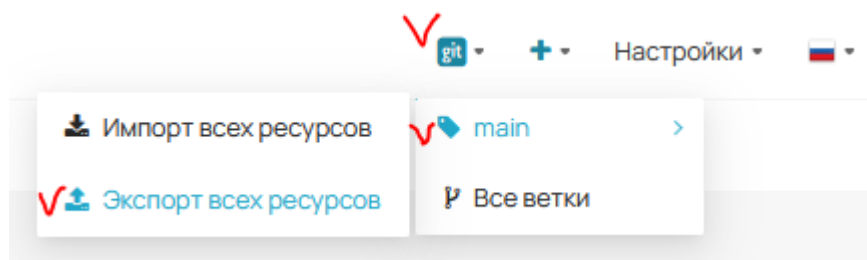 git
Настройки
Импорт всех ресурсов
main
Экспорт всех ресурсов
Все ветки